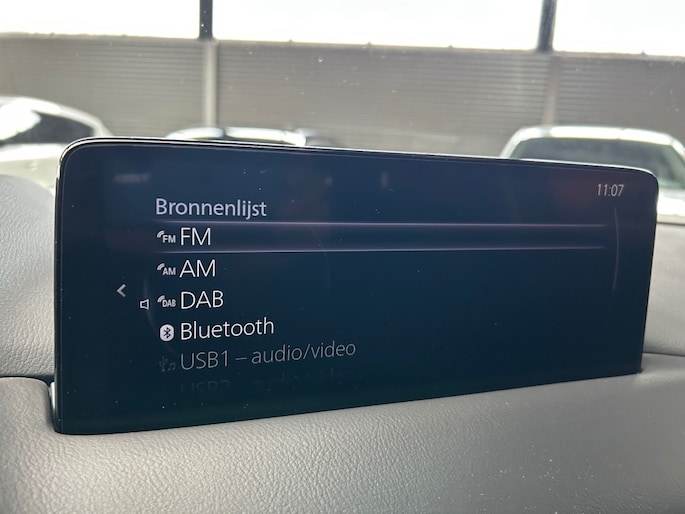 11:07
Bronnenlijst
FM FM
AM AM
DAB DAB
Bluetooth
USB1 – audio/video